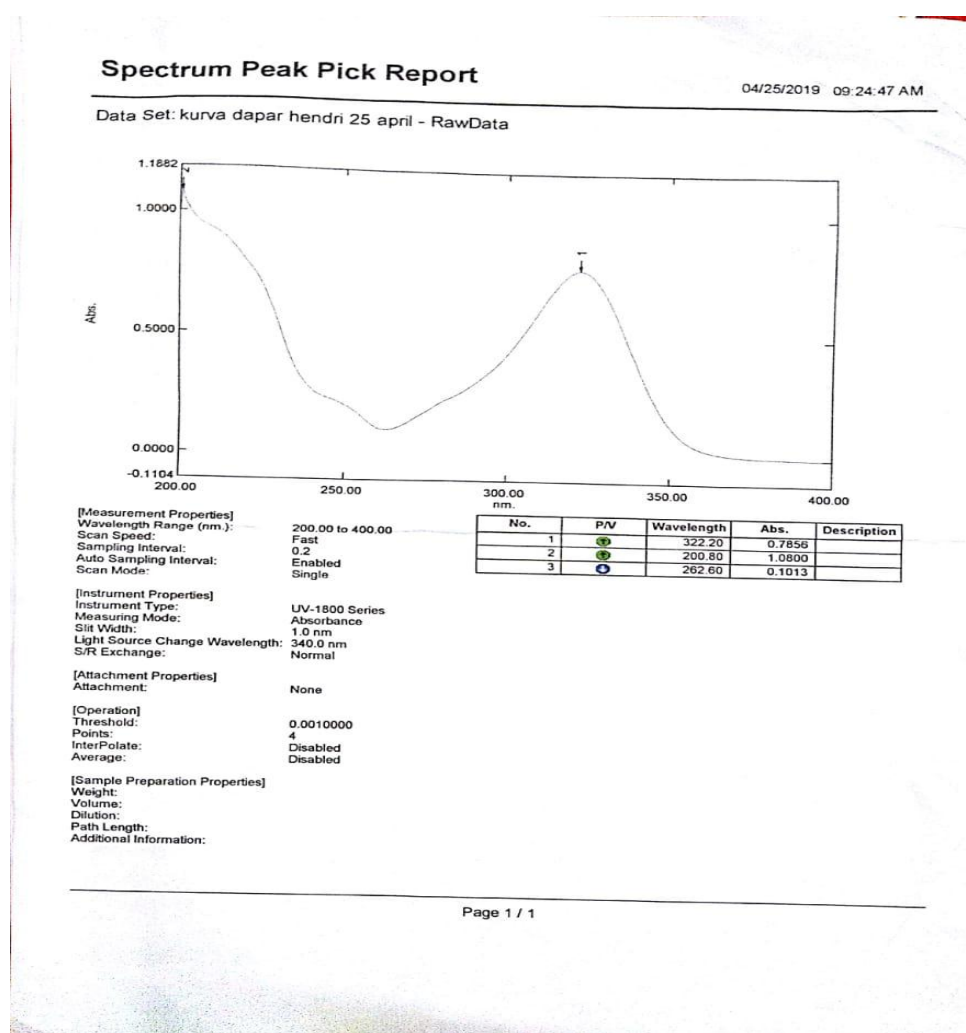 Spectrum Peak Pick Report
04/25/2019 09:24:47 AM
Data Set: kurva dapar hendri 25 april - RawData
1.1882
2
1.0000
1
Abs.
0.5000
0.0000
-0.1104
200.00 250.00 300.00 350.00 400.00
nm.
[Measurement Properties]
Wavelength Range (nm.): 200.00 to 400.00
Scan Speed: Fast
Sampling Interval: 0.2
Auto Sampling Interval: Enabled
Scan Mode: Single
No. P/V Wavelength Abs. Description
1 322.20 0.7856
2 200.80 1.0800
3 262.60 0.1013
[Instrument Properties]
Instrument Type: UV-1800 Series
Measuring Mode: Absorbance
Slit Width: 1.0 nm
Light Source Change Wavelength: 340.0 nm
S/R Exchange: Normal
[Attachment Properties]
Attachment: None
[Operation]
Threshold: 0.0010000
Points: 4
InterPolate: Disabled
Average: Disabled
[Sample Preparation Properties]
Weight:
Volume:
Dilution:
Path Length:
Additional Information:
Page 1 / 1